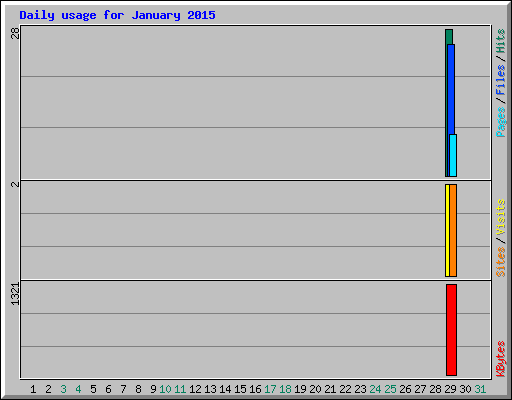 Daily usage for January 2015
28
Pages / Files / Hits
2
Sites / Visits
1321
KBytes
1 2 3 4 5 6 7 8 9 10 11 12 13 14 15 16 17 18 19 20 21 22 23 24 25 26 27 28 29 30 31